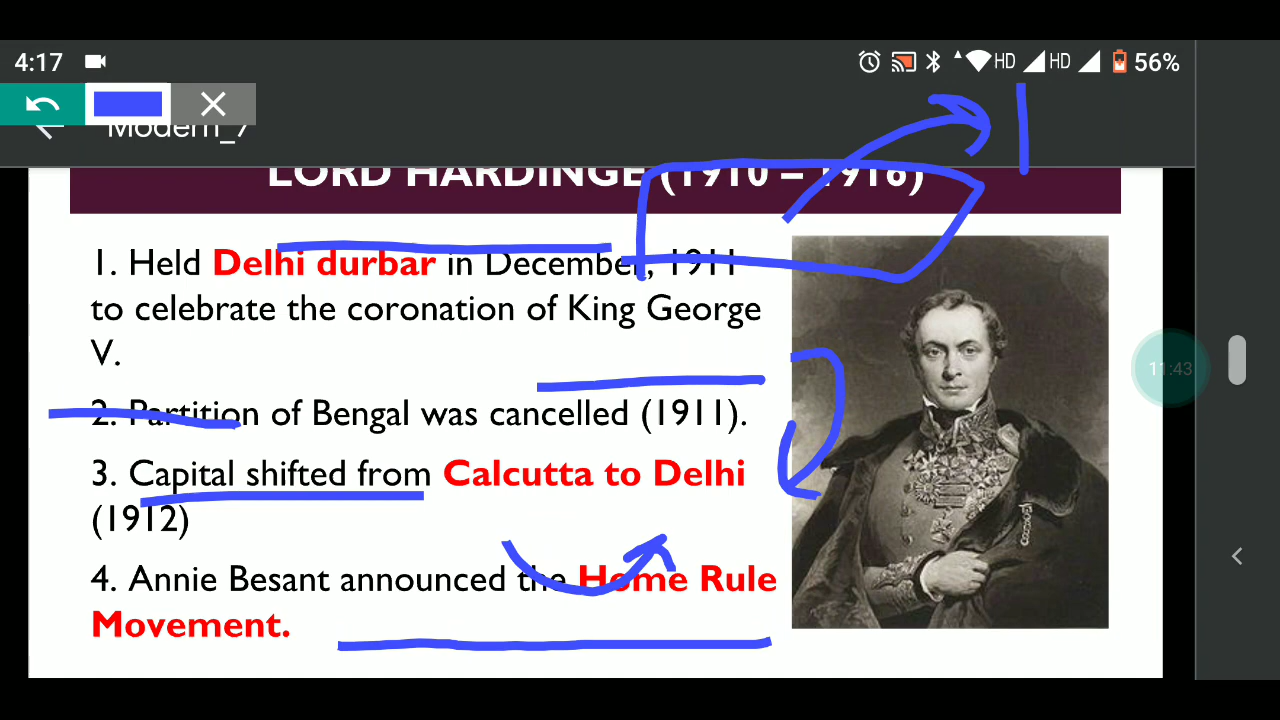 4:17 HD HD 56%
Modern_7
LORD HARDINGE (1910 – 1916)
1. Held Delhi durbar in December, 1911
to celebrate the coronation of King George
V.
2. Partition of Bengal was cancelled (1911).
3. Capital shifted from Calcutta to Delhi
(1912)
4. Annie Besant announced the Home Rule
Movement.
11:43